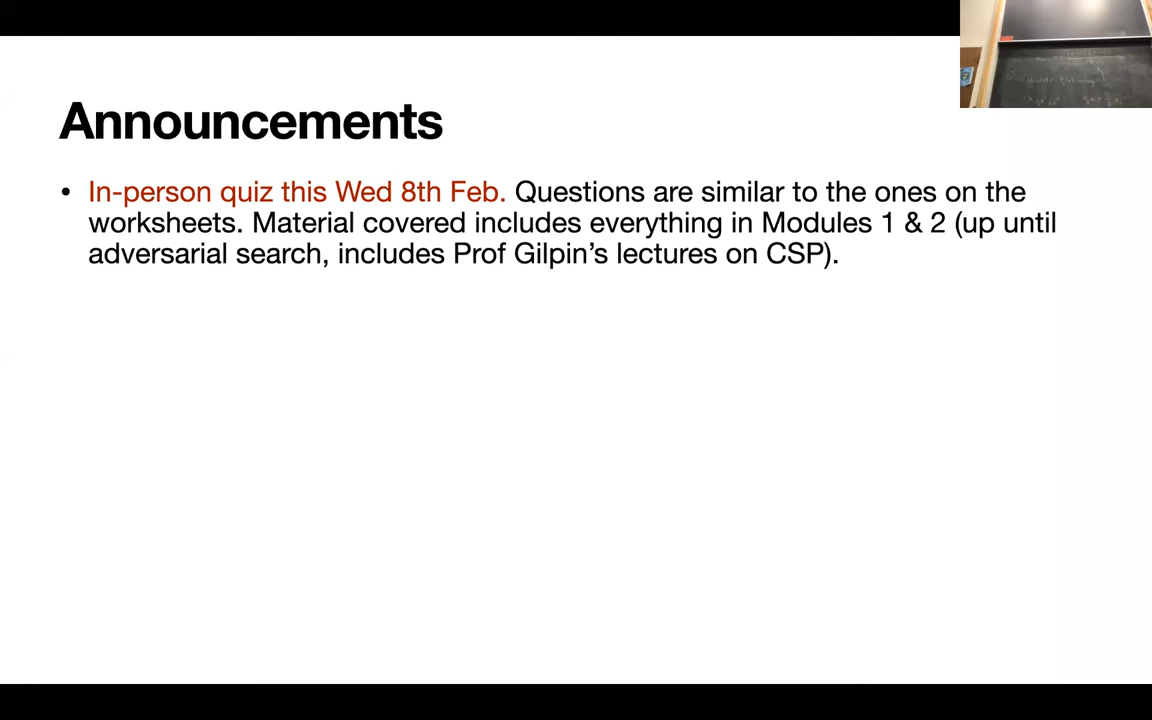 Announcements
• In-person quiz this Wed 8th Feb. Questions are similar to the ones on the
worksheets. Material covered includes everything in Modules 1 & 2 (up until
adversarial search, includes Prof Gilpin’s lectures on CSP).